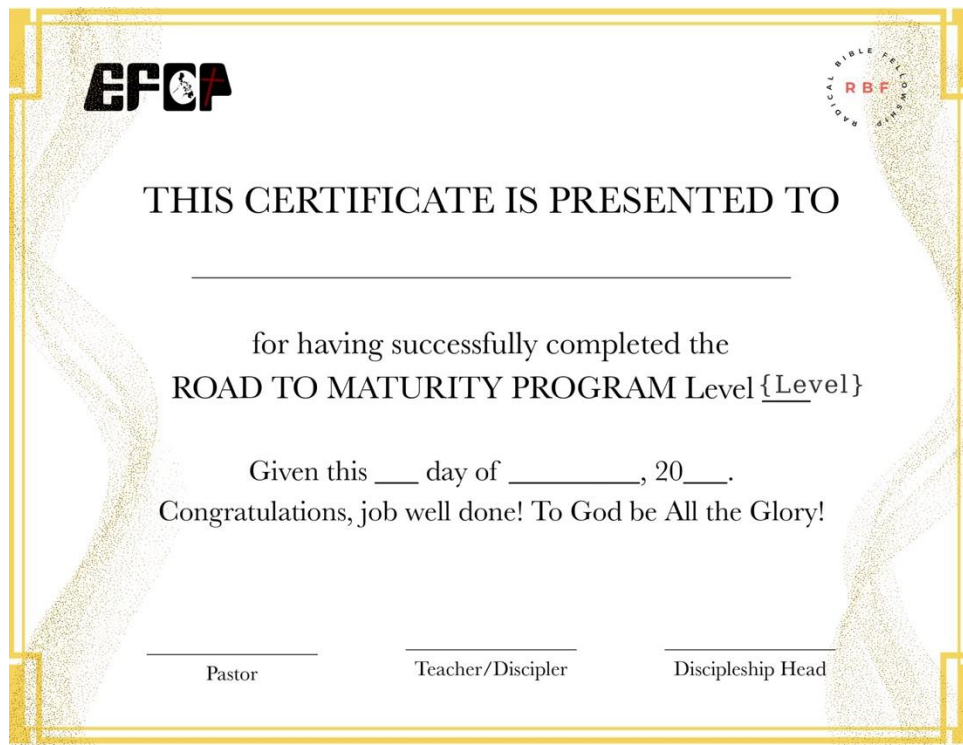 EFCP
RADICAL BIBLE FELLOWSHIP
RBF
THIS CERTIFICATE IS PRESENTED TO
for having successfully completed the
ROAD TO MATURITY PROGRAM Level {Level}
Given this ___ day of _________, 20___.
Congratulations, job well done! To God be All the Glory!
Pastor
Teacher/Discipler
Discipleship Head